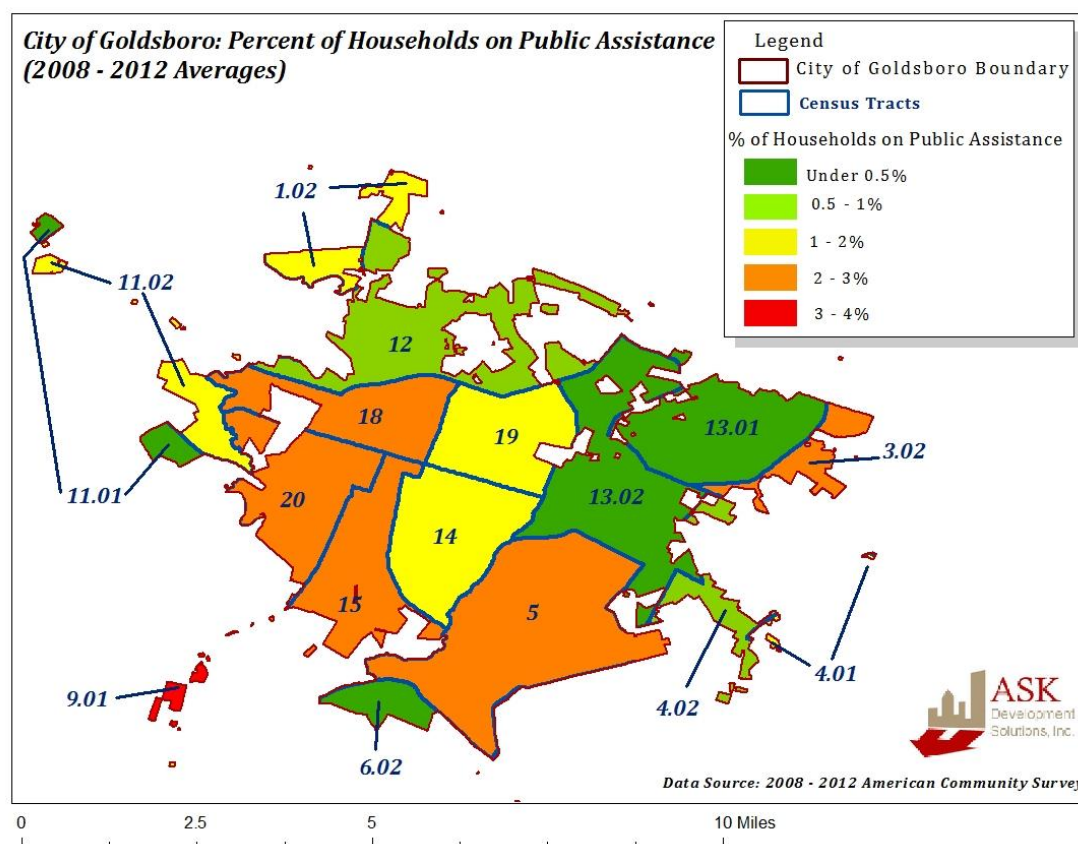 City of Goldsboro: Percent of Households on Public Assistance
(2008 - 2012 Averages)
Legend
City of Goldsboro Boundary
Census Tracts
% of Households on Public Assistance
Under 0.5%
0.5 - 1%
1 - 2%
2 - 3%
3 - 4%
1.02
11.02
12
18
19
13.01
3.02
11.01
20
13.02
14
15
5
4.01
9.01
4.02
6.02
ASK
Development
Solutions, Inc.
Data Source: 2008 - 2012 American Community Survey
0 2.5 5 10 Miles